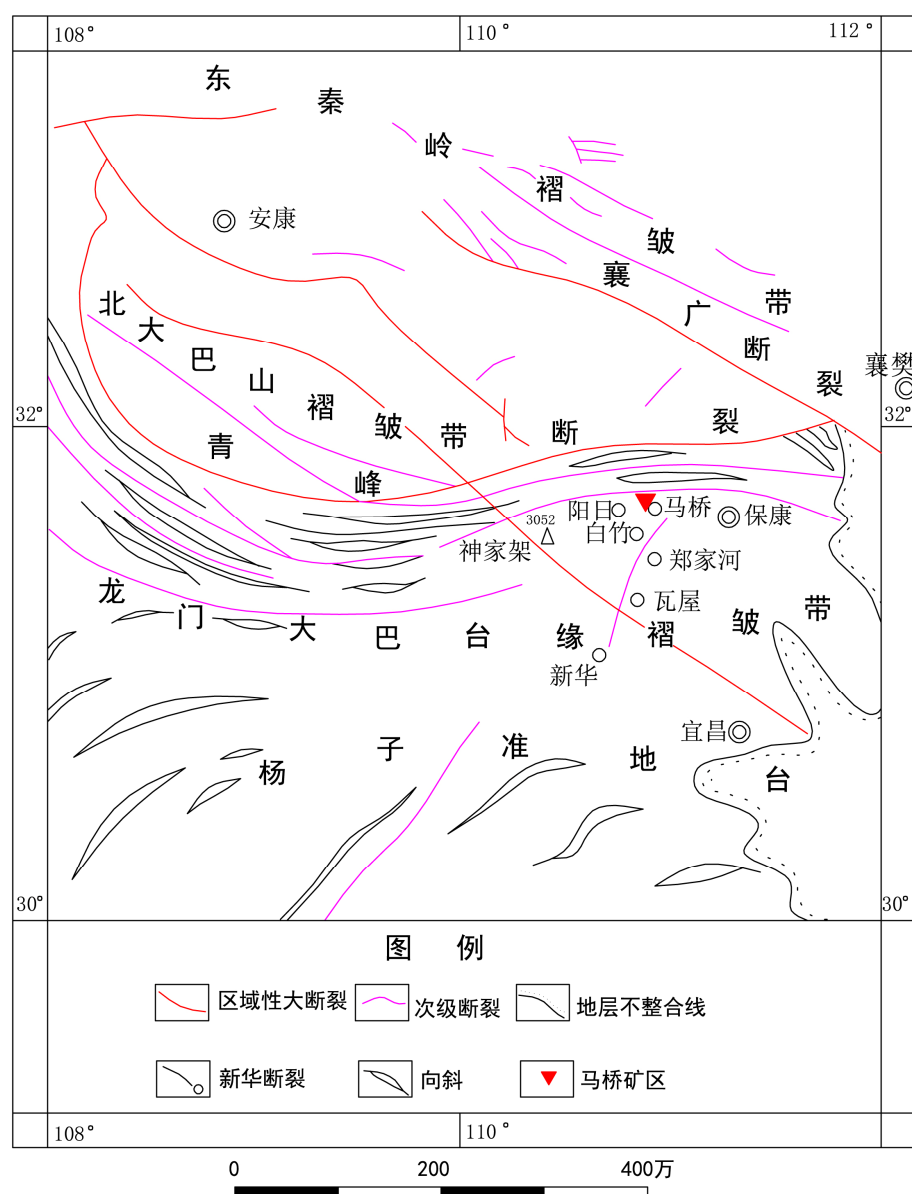 108°
110°
112°
东秦岭褶皱带
安康
襄广断裂
北大巴山褶皱带
襄樊
32°
32°
青峰断裂
阳日
马桥
保康
白竹
3052
神家架
郑家河
瓦屋
龙门大巴台缘褶皱带
新华
宜昌
杨子准地台
30°
30°
图例
区域性大断裂
次级断裂
地层不整合线
新华断裂
向斜
马桥矿区
108°
110°
0 200 400万